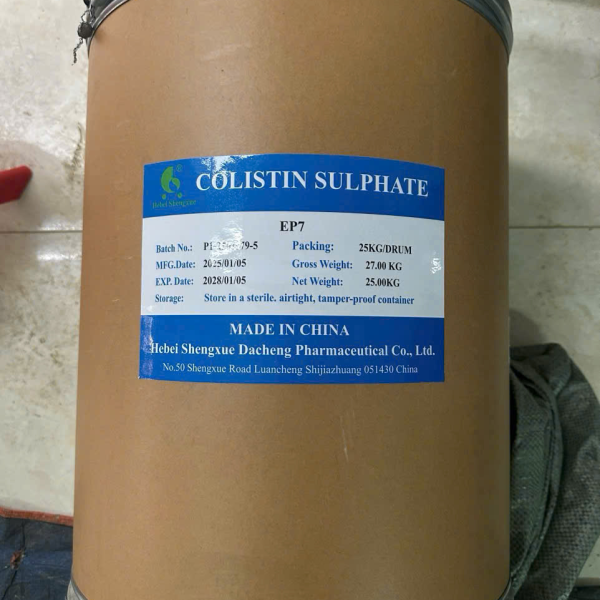 COLISTIN SULPHATE
Hebei Shengxue
EP7
Batch No.: Packing: 25KG/DRUM
MFG.Date: 2025/01/05 Gross Weight: 27.00 KG
EXP. Date: 2028/01/05 Net Weight: 25.00KG
Storage: Store in a sterile. airtight, tamper-proof container
MADE IN CHINA
Hebei Shengxue Dacheng Pharmaceutical Co., Ltd.
No.50 Shengxue Road Luancheng Shijiazhuang 051430 China